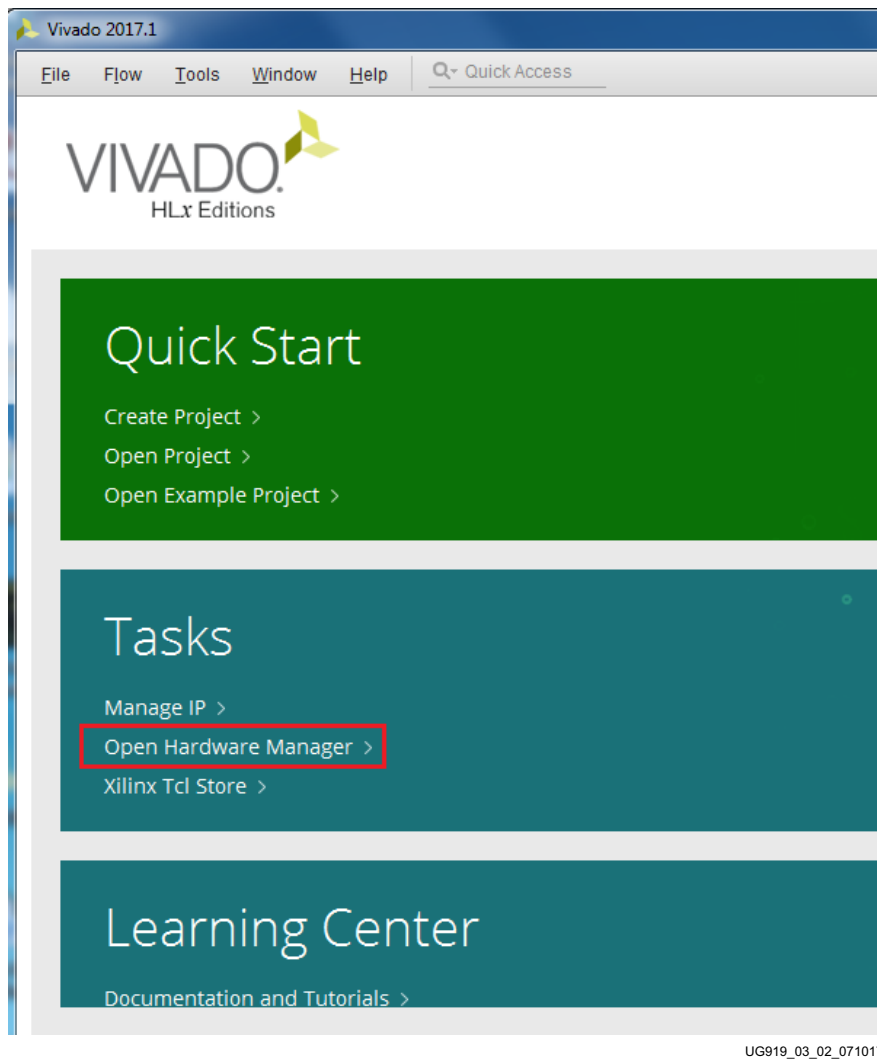 Vivado 2017.1
File Flow Tools Window Help Quick Access
VIVADO.
HLx Editions
Quick Start
Create Project >
Open Project >
Open Example Project >
Tasks
Manage IP >
Open Hardware Manager >
Xilinx Tcl Store >
Learning Center
Documentation and Tutorials >
UG919_03_02_071017